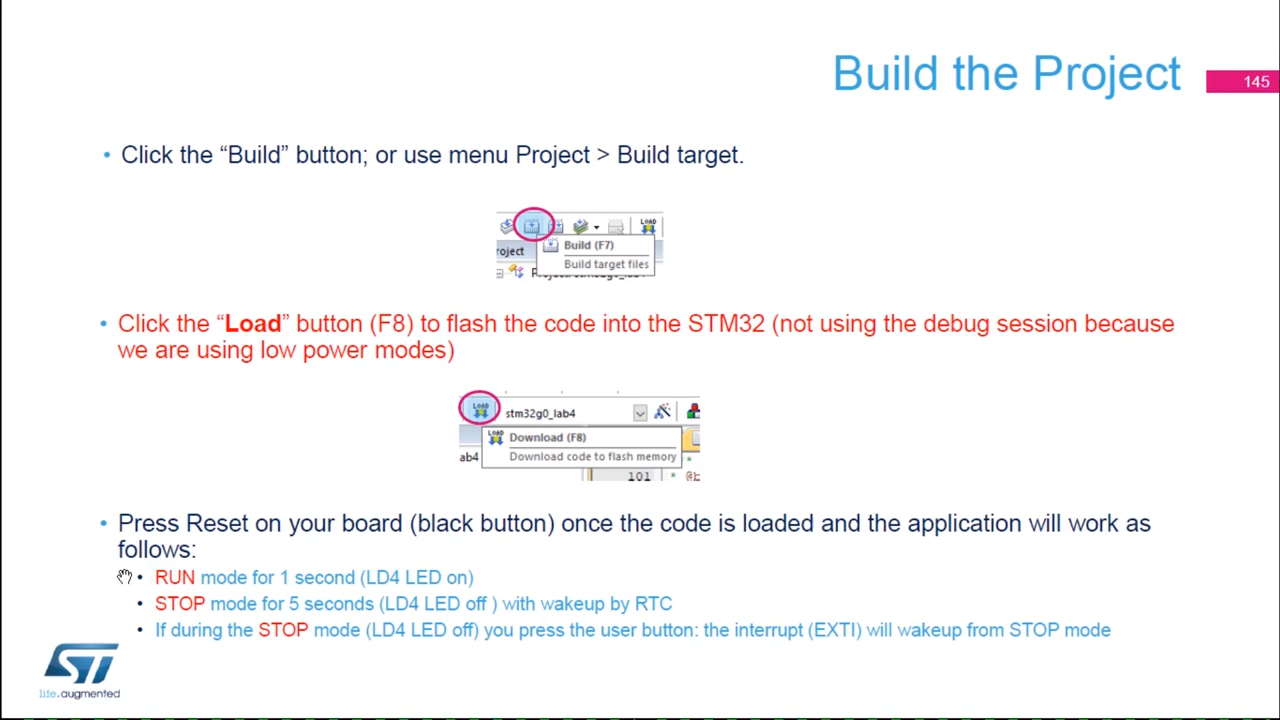 Build the Project
145
• Click the “Build” button; or use menu Project > Build target.
LOAD
roject
Build (F7)
Build target files
• Click the “Load” button (F8) to flash the code into the STM32 (not using the debug session because
we are using low power modes)
LOAD
stm32g0_lab4
LOAD
Download (F8)
ab4
Download code to flash memory
101
• Press Reset on your board (black button) once the code is loaded and the application will work as
follows:
• RUN mode for 1 second (LD4 LED on)
• STOP mode for 5 seconds (LD4 LED off ) with wakeup by RTC
• If during the STOP mode (LD4 LED off) you press the user button: the interrupt (EXTI) will wakeup from STOP mode
ST
life.augmented